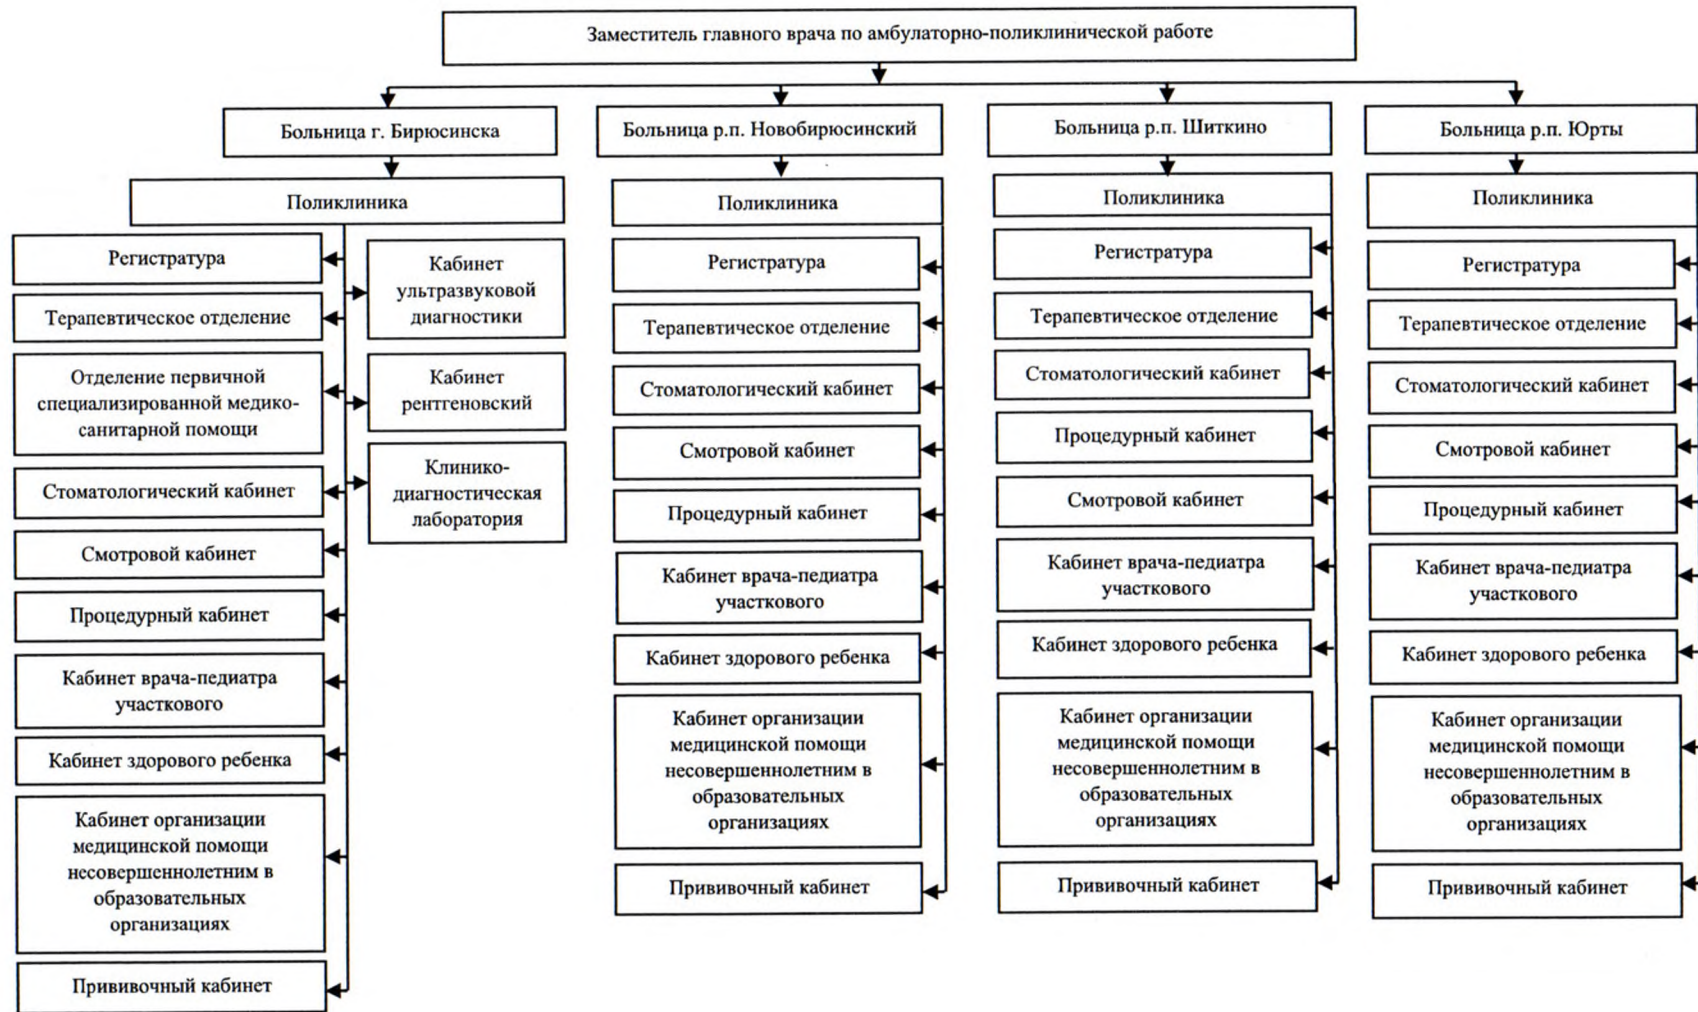 Заместитель главного врача по амбулаторно-поликлинической работе
Больница г. Бирюсинска
Поликлиника
Регистратура
Терапевтическое отделение
Отделение первичной
специализированной медико-
санитарной помощи
Стоматологический кабинет
Смотровой кабинет
Процедурный кабинет
Кабинет врача-педиатра
участкового
Кабинет здорового ребенка
Кабинет организации
медицинской помощи
несовершеннолетним в
образовательных
организациях
Прививочный кабинет
Кабинет
ультразвуковой
диагностики
Кабинет
рентгеновский
Клинико-
диагностическая
лаборатория
Больница р.п. Новобирюсинский
Поликлиника
Регистратура
Терапевтическое отделение
Стоматологический кабинет
Смотровой кабинет
Процедурный кабинет
Кабинет врача-педиатра
участкового
Кабинет здорового ребенка
Кабинет организации
медицинской помощи
несовершеннолетним в
образовательных
организациях
Прививочный кабинет
Больница р.п. Шиткино
Поликлиника
Регистратура
Терапевтическое отделение
Стоматологический кабинет
Процедурный кабинет
Смотровой кабинет
Кабинет врача-педиатра
участкового
Кабинет здорового ребенка
Кабинет организации
медицинской помощи
несовершеннолетним в
образовательных
организациях
Прививочный кабинет
Больница р.п. Юрты
Поликлиника
Регистратура
Терапевтическое отделение
Стоматологический кабинет
Смотровой кабинет
Процедурный кабинет
Кабинет врача-педиатра
участкового
Кабинет здорового ребенка
Кабинет организации
медицинской помощи
несовершеннолетним в
образовательных
организациях
Прививочный кабинет